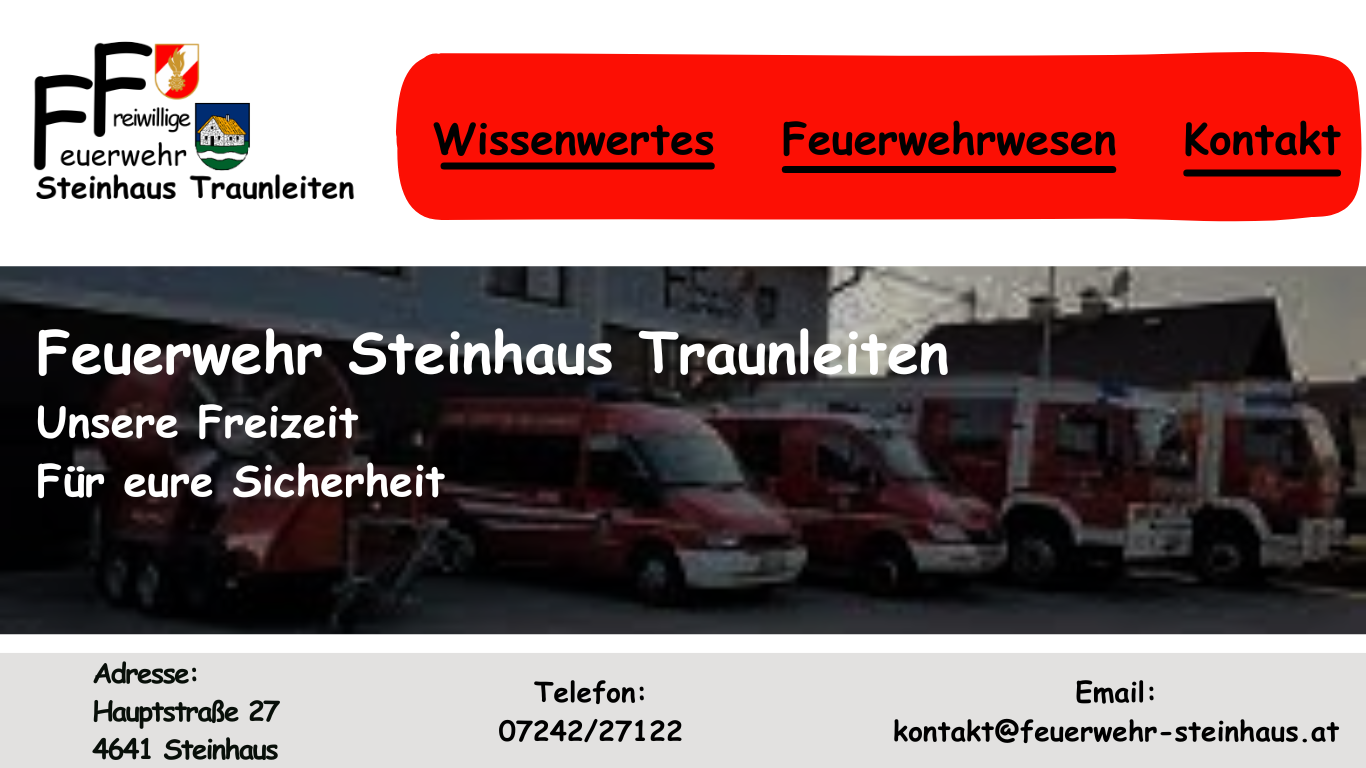 FF
reiwillige
euerwehr
Steinhaus Traunleiten
Wissenwertes
Feuerwehrwesen
Kontakt
Feuerwehr Steinhaus Traunleiten
Unsere Freizeit
Für eure Sicherheit
Adresse:
Hauptstraße 27
4641 Steinhaus
Telefon:
07242/27122
Email:
kontakt@feuerwehr-steinhaus.at